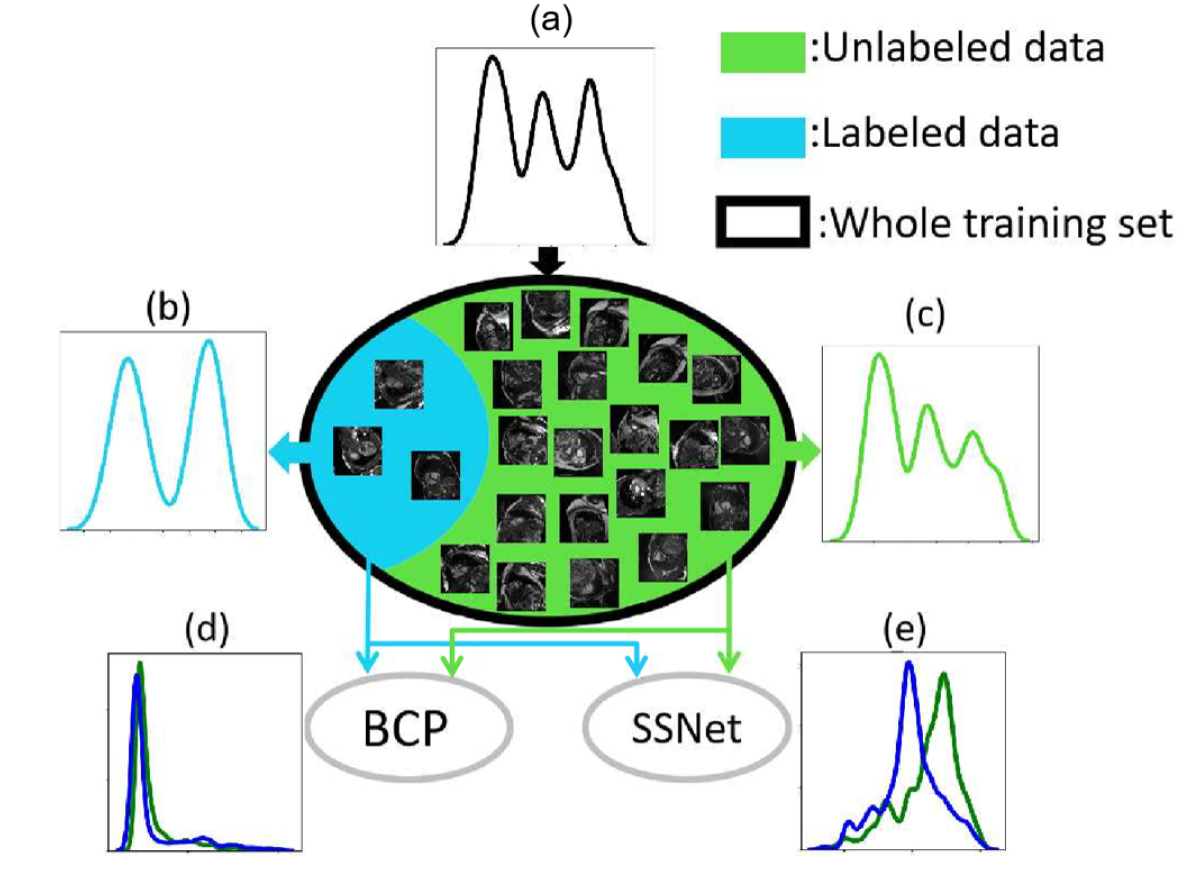 (a)
:Unlabeled data
:Labeled data
:Whole training set
(b)
(c)
(d)
(e)
BCP
SSNet